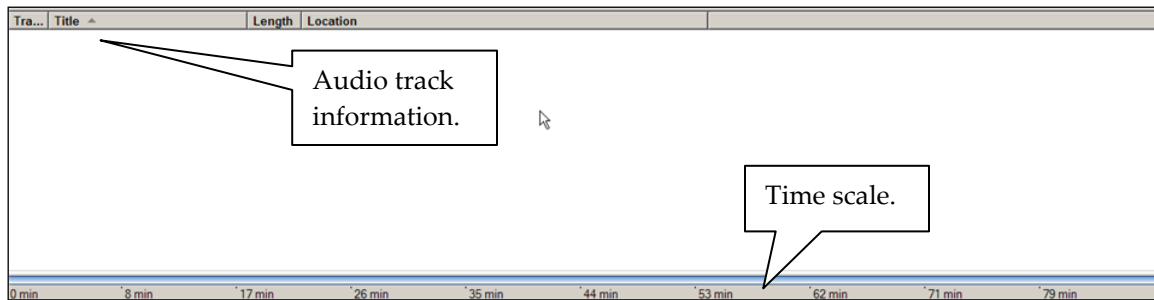 Tra... Title Length Location
Audio track
information.
Time scale.
0 min 8 min 17 min 26 min 35 min 44 min 53 min 62 min 71 min 79 min